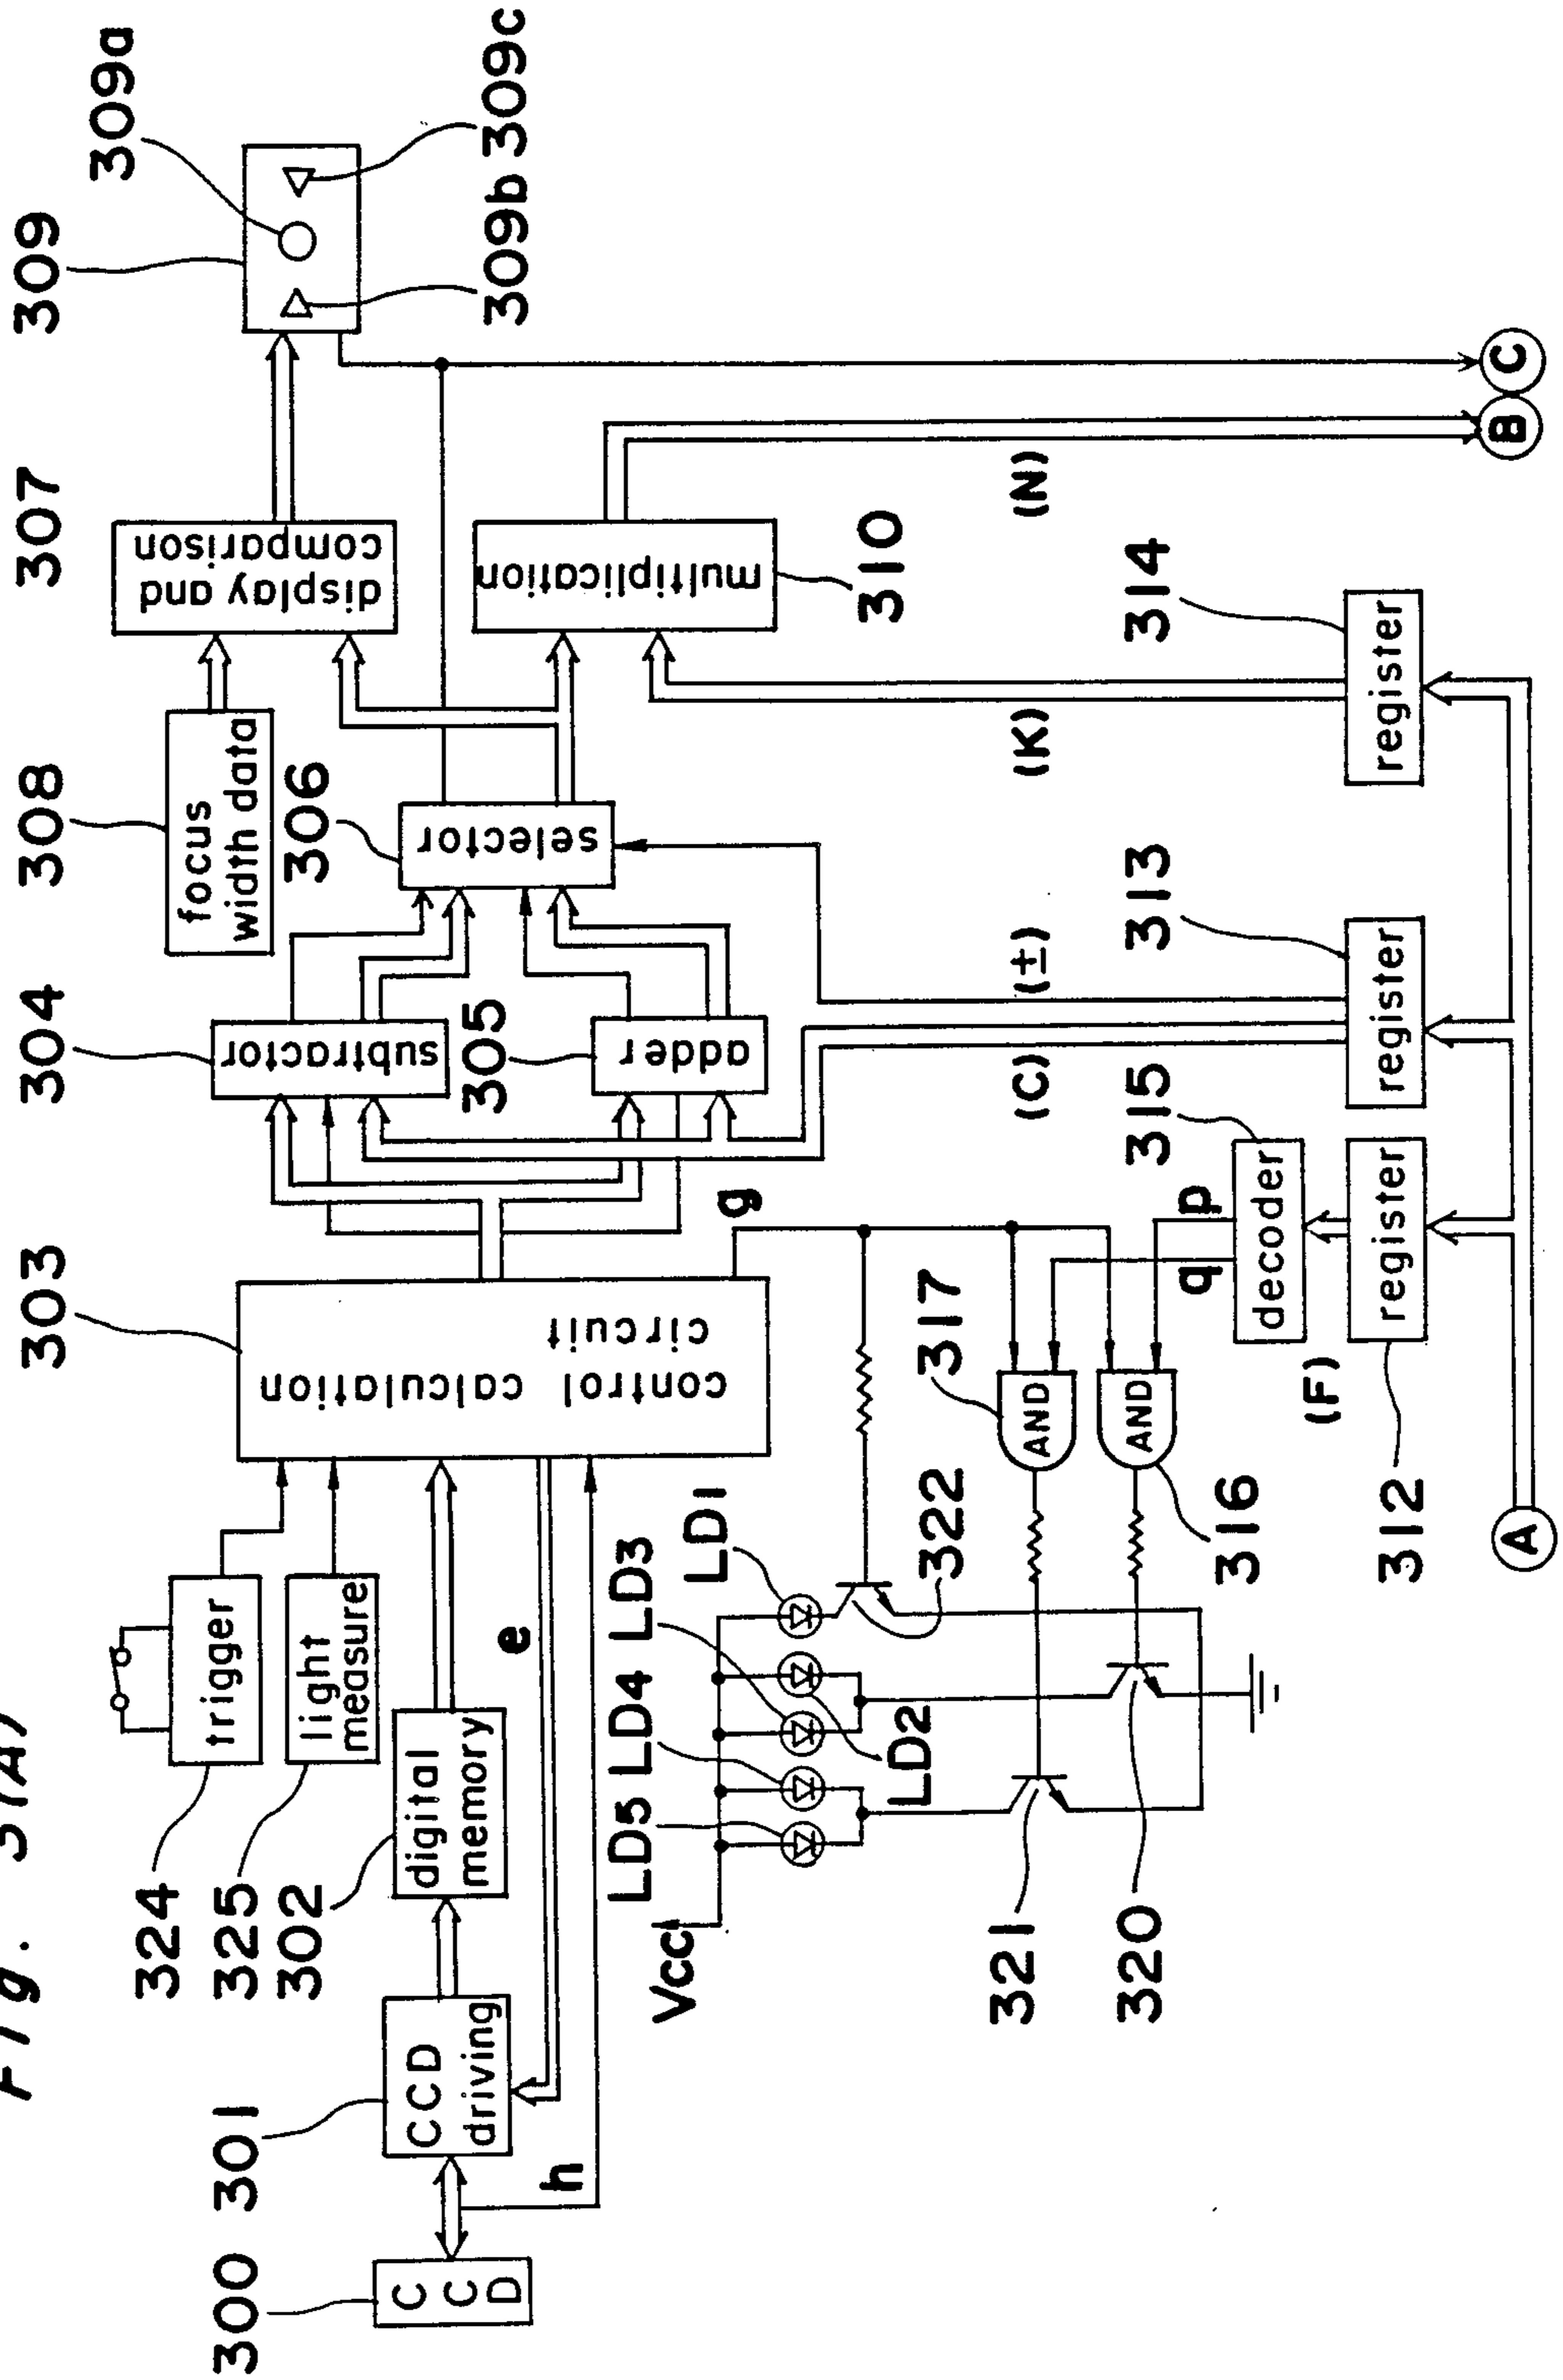 Fig. 31(A)
300
CCD
301
CCD
driving
h
324
trigger
325
light
measure
302
digital
memory
e
303
control calculation
circuit
g
304
subtractor
305
adder
306
selector
308
focus
width data
307
display and
comparison
309
309a
309b
309c
310
multiplication
(N)
(K)
(±)
(C)
(F)
Vcc
LD5
LD4
LD3
LD2
LD1
322
321
320
317
AND
316
AND
q
p
315
decoder
312
register
313
register
314
register
A
B
C